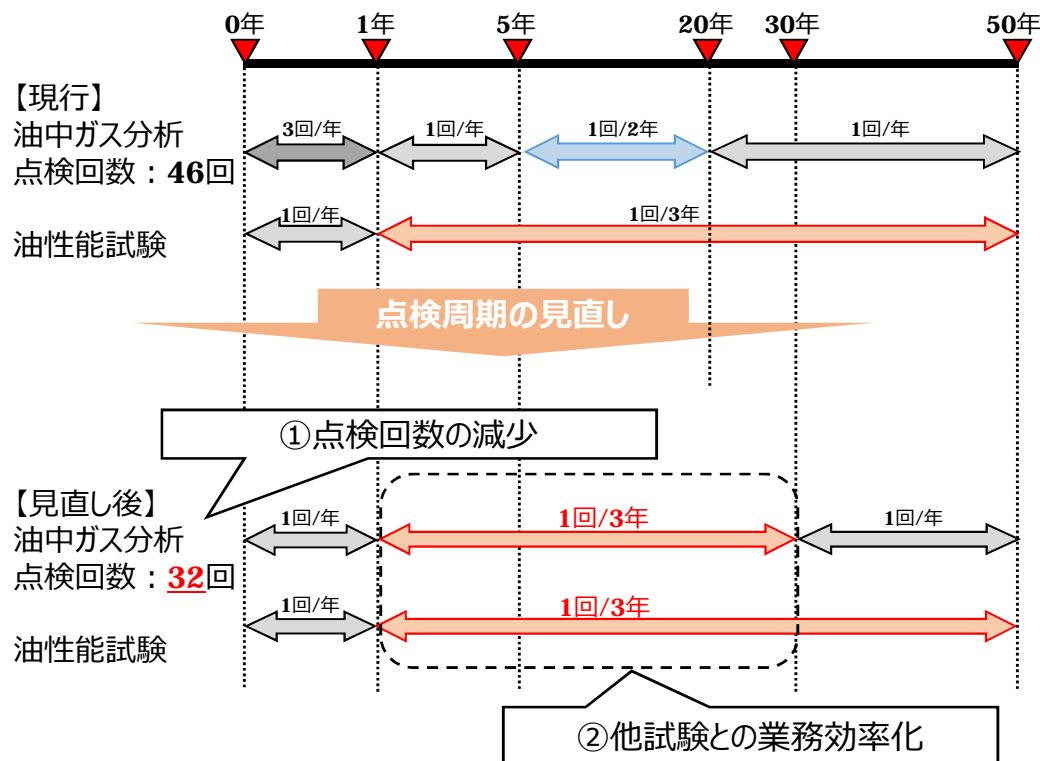 0年 1年 5年 20年 30年 50年
【現行】
油中ガス分析
点検回数：46回
3回/年 1回/年 1回/2年 1回/年
油性能試験
1回/年 1回/3年
点検周期の見直し
①点検回数の減少
【見直し後】
油中ガス分析
点検回数：32回
1回/年 1回/3年 1回/年
油性能試験
1回/年 1回/3年
②他試験との業務効率化